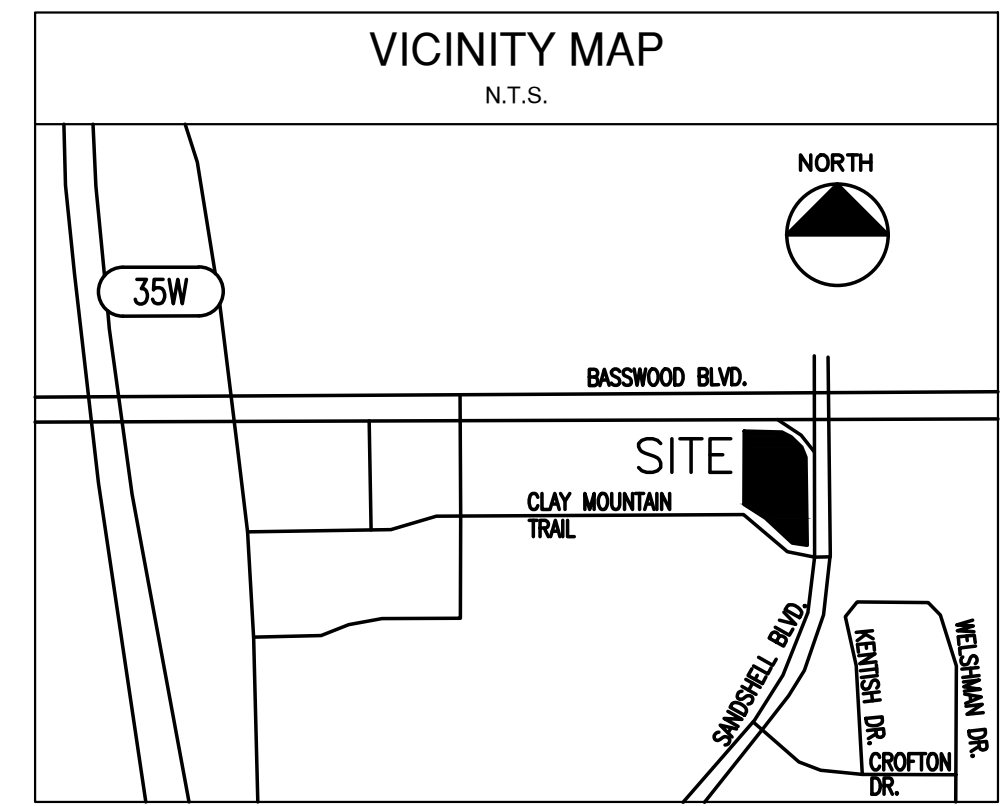 VICINITY MAP
N.T.S.
NORTH
35W
BASSWOOD BLVD.
SITE
CLAY MOUNTAIN
TRAIL
SANDSHELL BLVD.
KENTISH DR.
WELSHMAN DR.
CROFTON
DR.